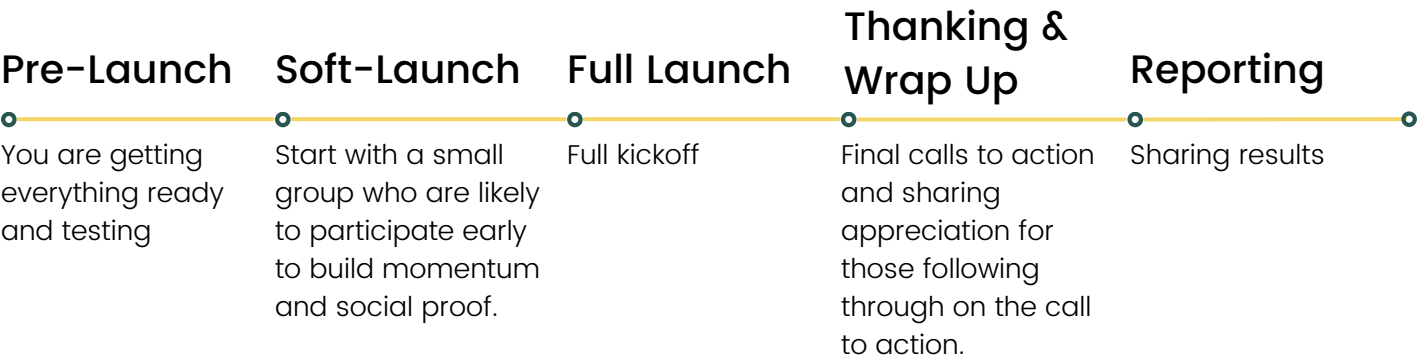 Pre-Launch
You are getting
everything ready
and testing
Soft-Launch
Start with a small
group who are likely
to participate early
to build momentum
and social proof.
Full Launch
Full kickoff
Thanking &
Wrap Up
Final calls to action
and sharing
appreciation for
those following
through on the call
to action.
Reporting
Sharing results